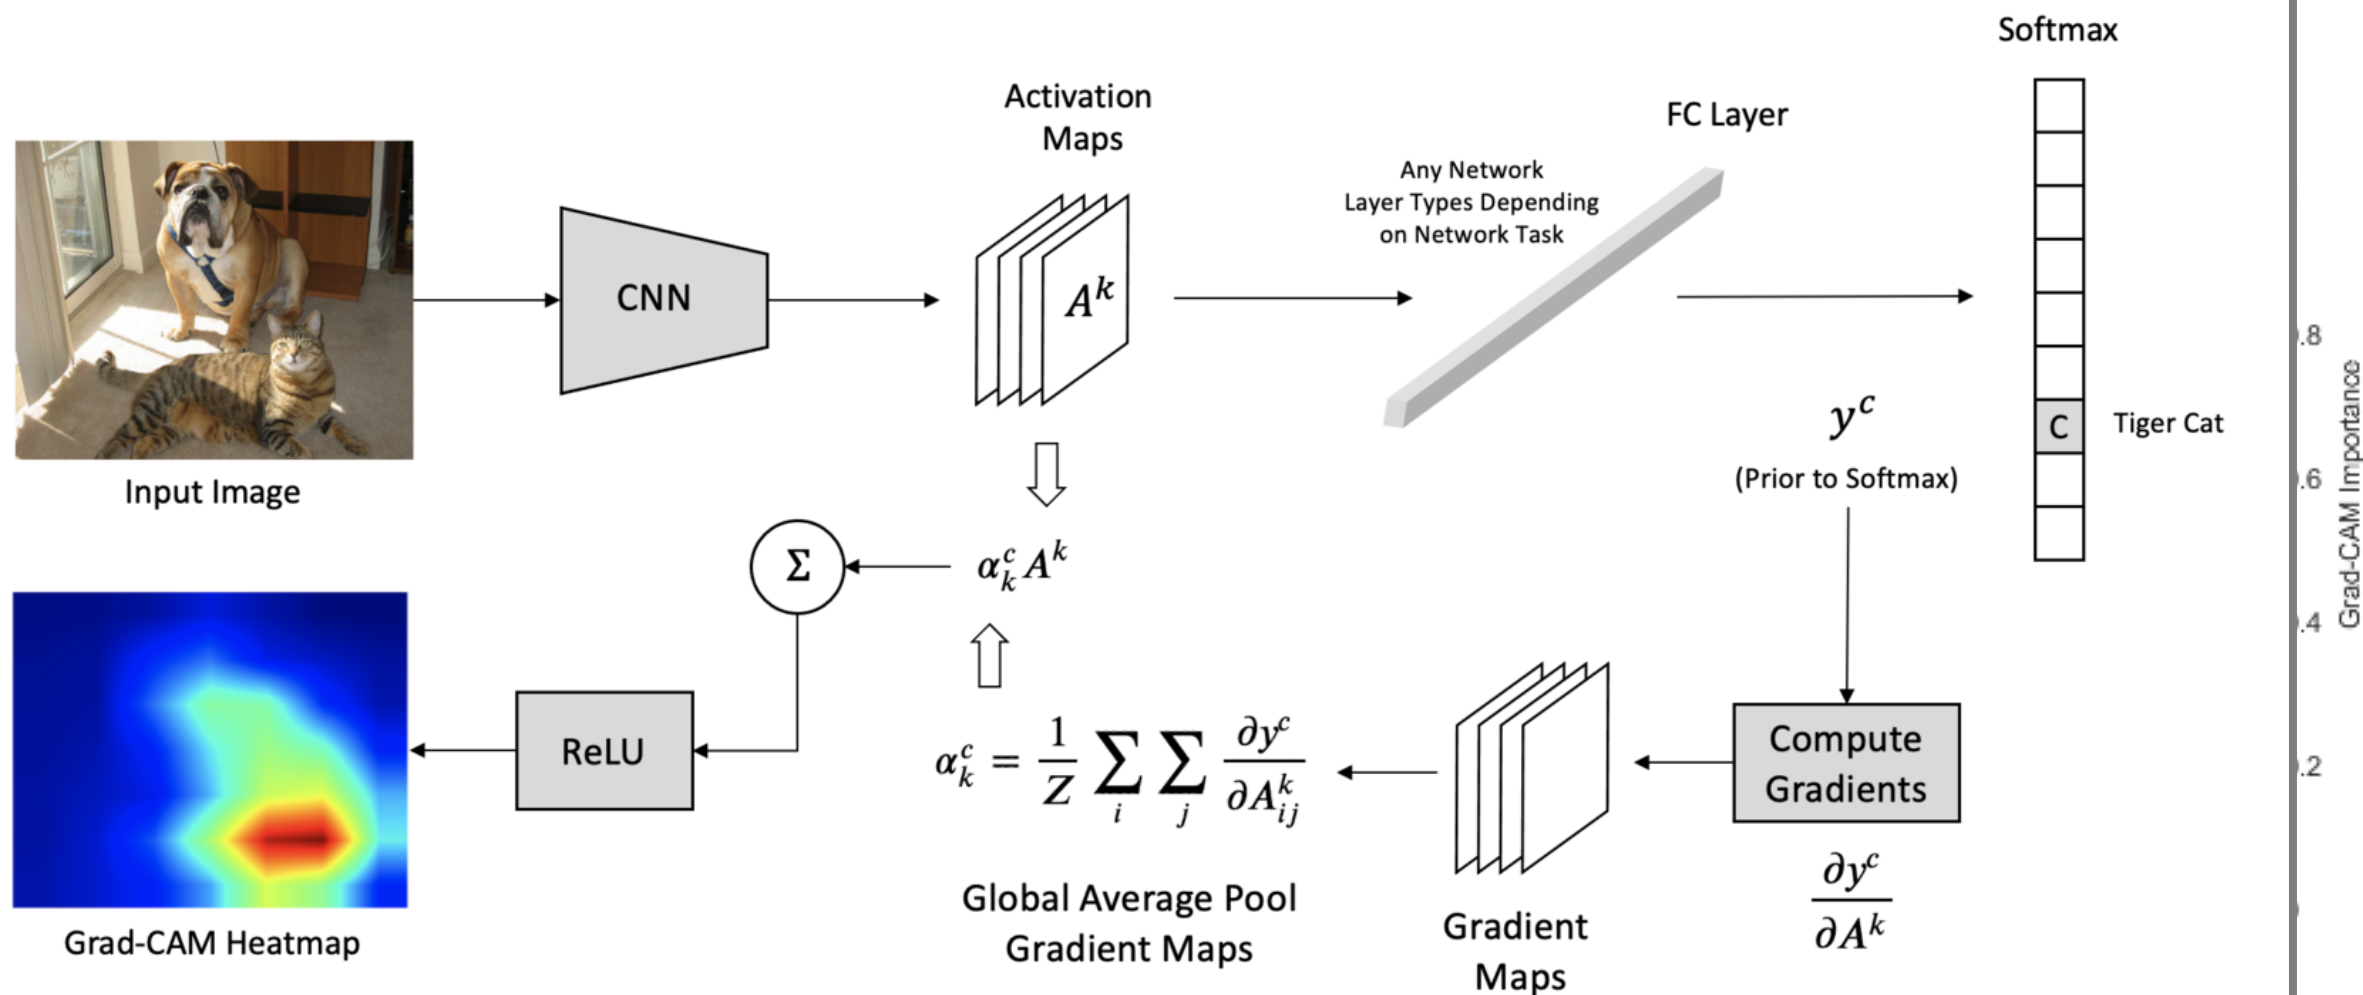 Softmax
Activation
Maps
FC Layer
Any Network
Layer Types Depending
on Network Task
CNN
A^k
y^c
(Prior to Softmax)
C
Tiger Cat
Input Image
Σ
α_k^c A^k
ReLU
α_k^c = 1/Z Σ_i Σ_j ∂y^c/∂A_{ij}^k
Compute
Gradients
∂y^c/∂A^k
Global Average Pool
Gradient Maps
Gradient
Maps
Grad-CAM Heatmap
.8
.6
.4
.2
Grad-CAM Importance